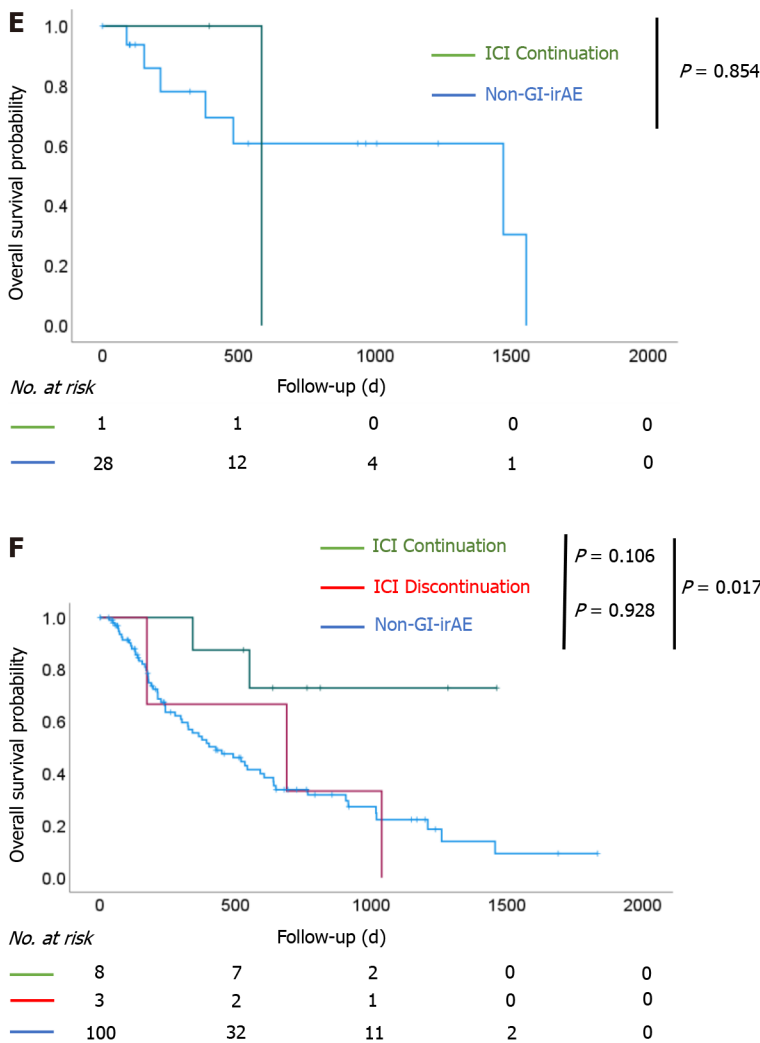 E
ICI Continuation
Non-GI-irAE
P = 0.854
Overall survival probability
1.0
0.8
0.6
0.4
0.2
0.0
0 500 1000 1500 2000
No. at risk Follow-up (d)
1 1 0 0 0
28 12 4 1 0
F
ICI Continuation
ICI Discontinuation
Non-GI-irAE
P = 0.106
P = 0.928
P = 0.017
Overall survival probability
1.0
0.8
0.6
0.4
0.2
0.0
0 500 1000 1500 2000
No. at risk Follow-up (d)
8 7 2 0 0
3 2 1 0 0
100 32 11 2 0